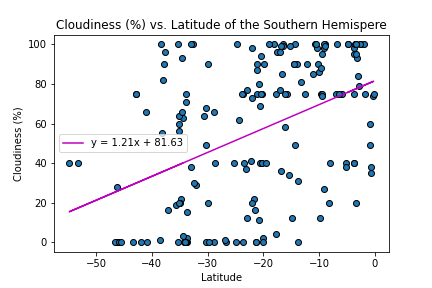 Cloudiness (%) vs. Latitude of the Southern Hemispere
100
80
60
40
20
0
Cloudiness (%)
y = 1.21x + 81.63
−50 −40 −30 −20 −10 0
Latitude